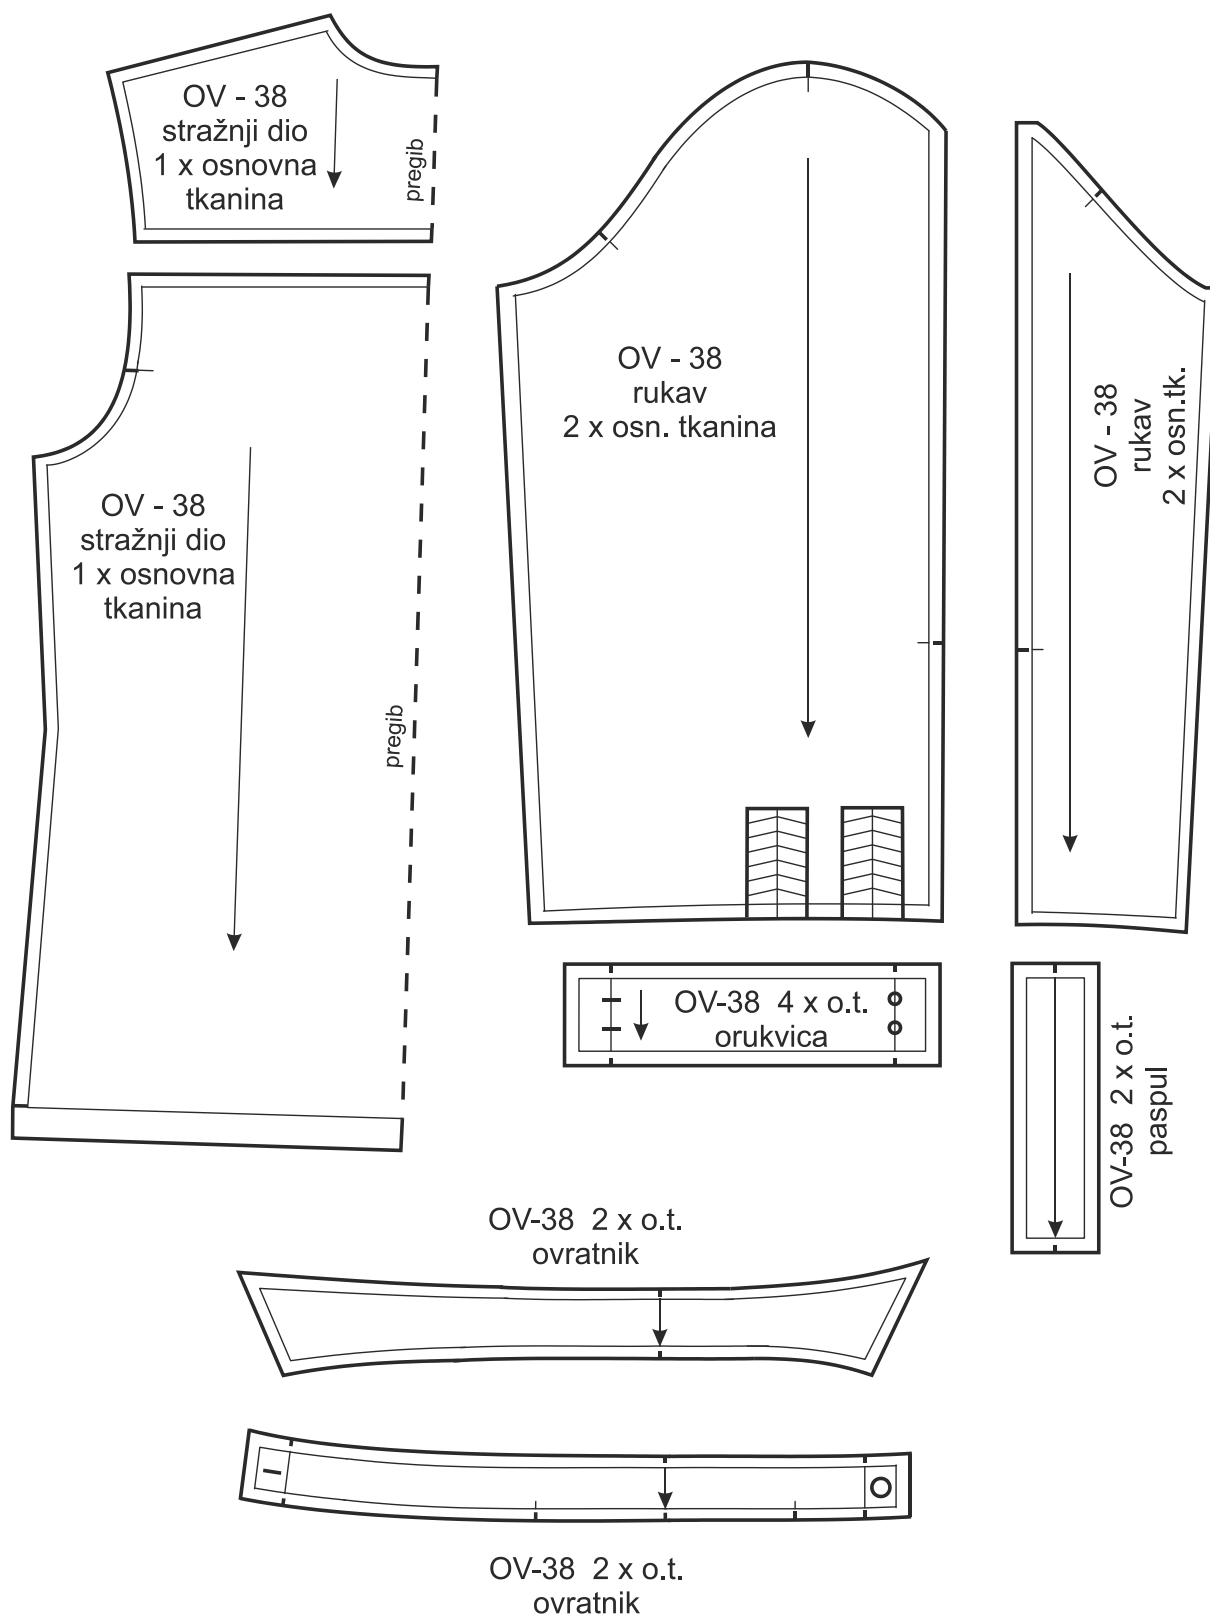 OV - 38
stražnji dio
1 x osnovna
tkanina
pregib
OV - 38
stražnji dio
1 x osnovna
tkanina
pregib
OV - 38
rukav
2 x osn. tkanina
OV - 38
rukav
2 x osn.tk.
OV-38 4 x o.t.
orukvica
OV-38 2 x o.t.
paspul
OV-38 2 x o.t.
ovratnik
OV-38 2 x o.t.
ovratnik